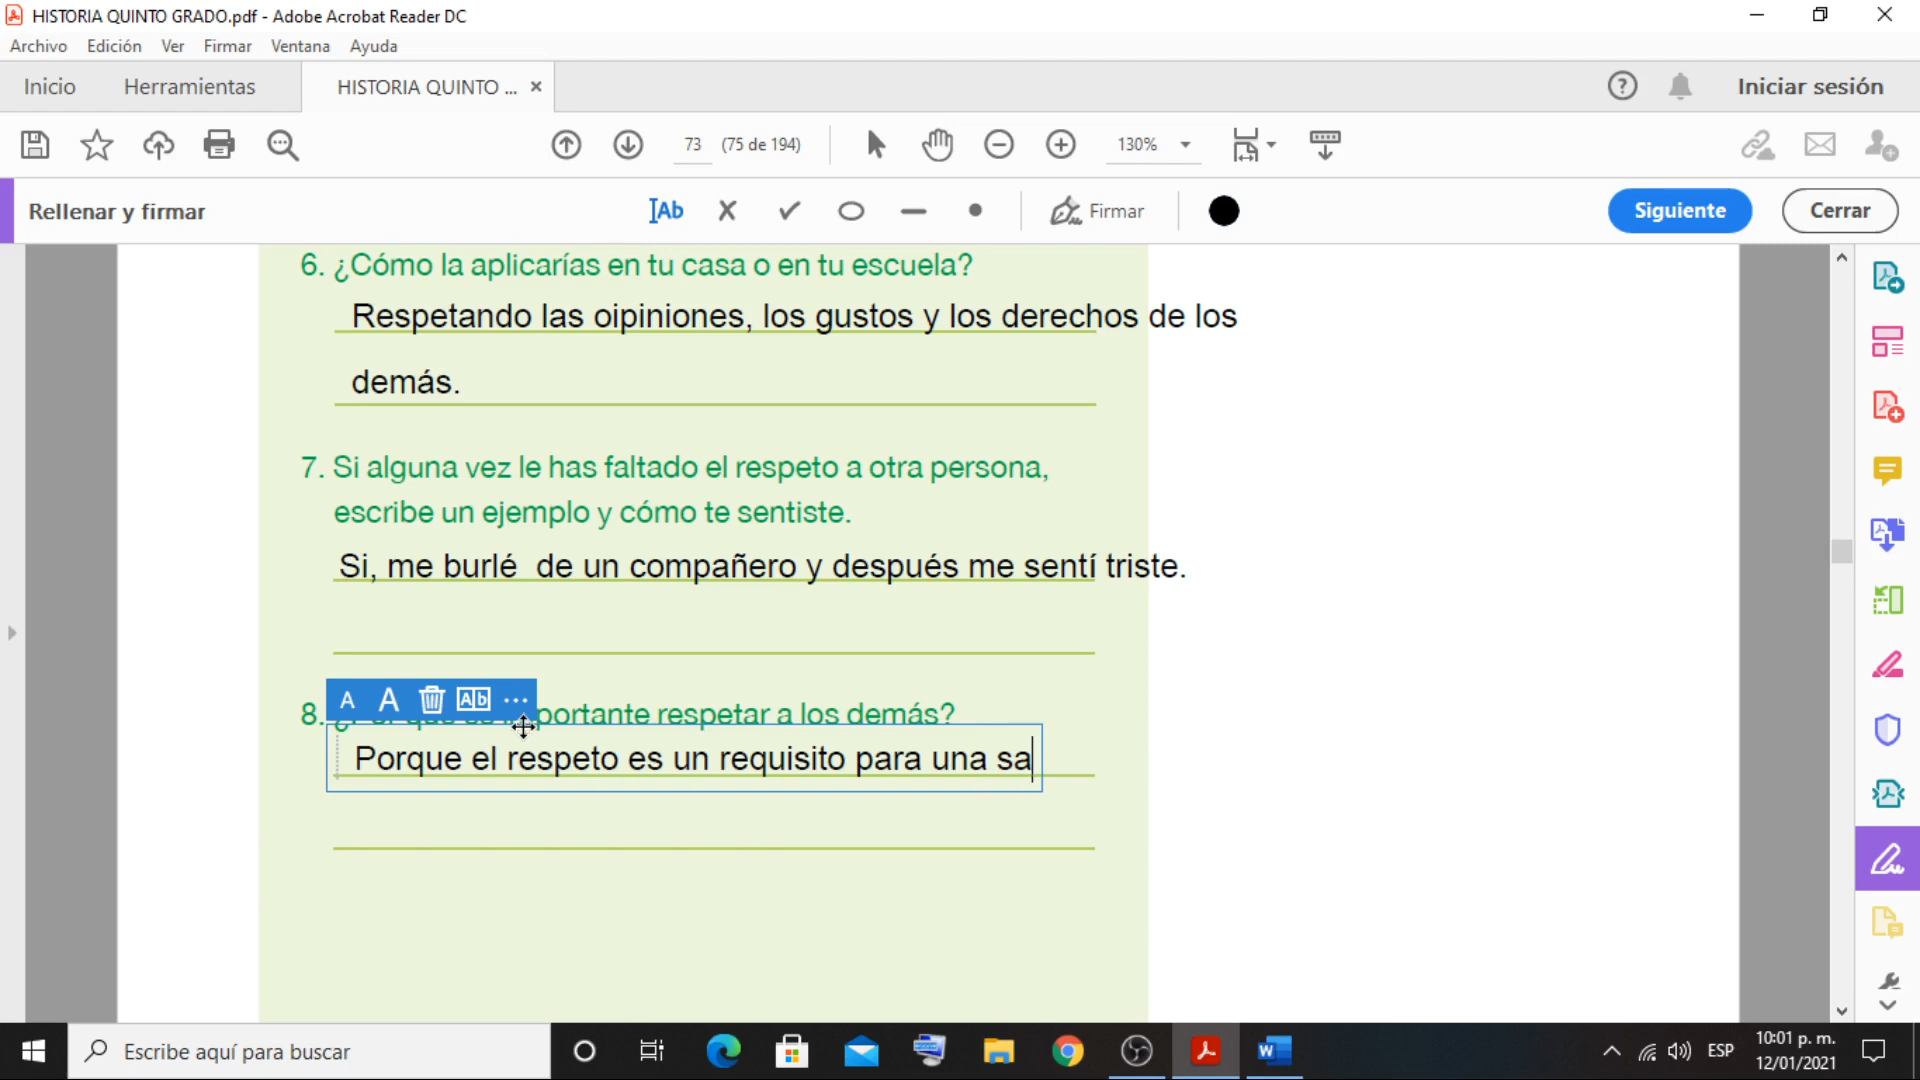 HISTORIA QUINTO GRADO.pdf - Adobe Acrobat Reader DC
Archivo Edición Ver Firmar Ventana Ayuda
Inicio Herramientas HISTORIA QUINTO ... × Iniciar sesión
73 (75 de 194) 130%
Rellenar y firmar Ab Firmar Siguiente Cerrar
6. ¿Cómo la aplicarías en tu casa o en tu escuela?
Respetando las oipiniones, los gustos y los derechos de los
demás.
7. Si alguna vez le has faltado el respeto a otra persona,
escribe un ejemplo y cómo te sentiste.
Si, me burlé  de un compañero y después me sentí triste.
A A Ab ...
8. importante respetar a los demás?
Porque el respeto es un requisito para una sa
Escribe aquí para buscar ESP 10:01 p. m.
12/01/2021